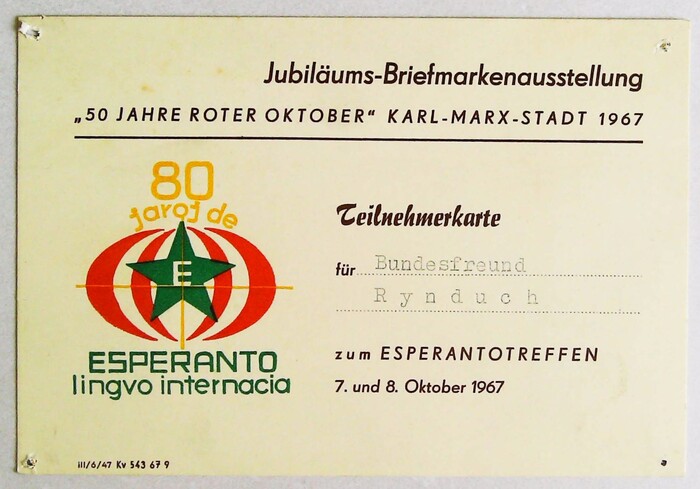 Jubiläums-Briefmarkenausstellung
„50 JAHRE ROTER OKTOBER“ KARL-MARX-STADT 1967
80
jaroj de
E
ESPERANTO
lingvo internacia
Teilnehmerkarte
für Bundesfreund
Rynduch
zum ESPERANTOTREFFEN
7. und 8. Oktober 1967
III/6/47 Kv 543 67 9